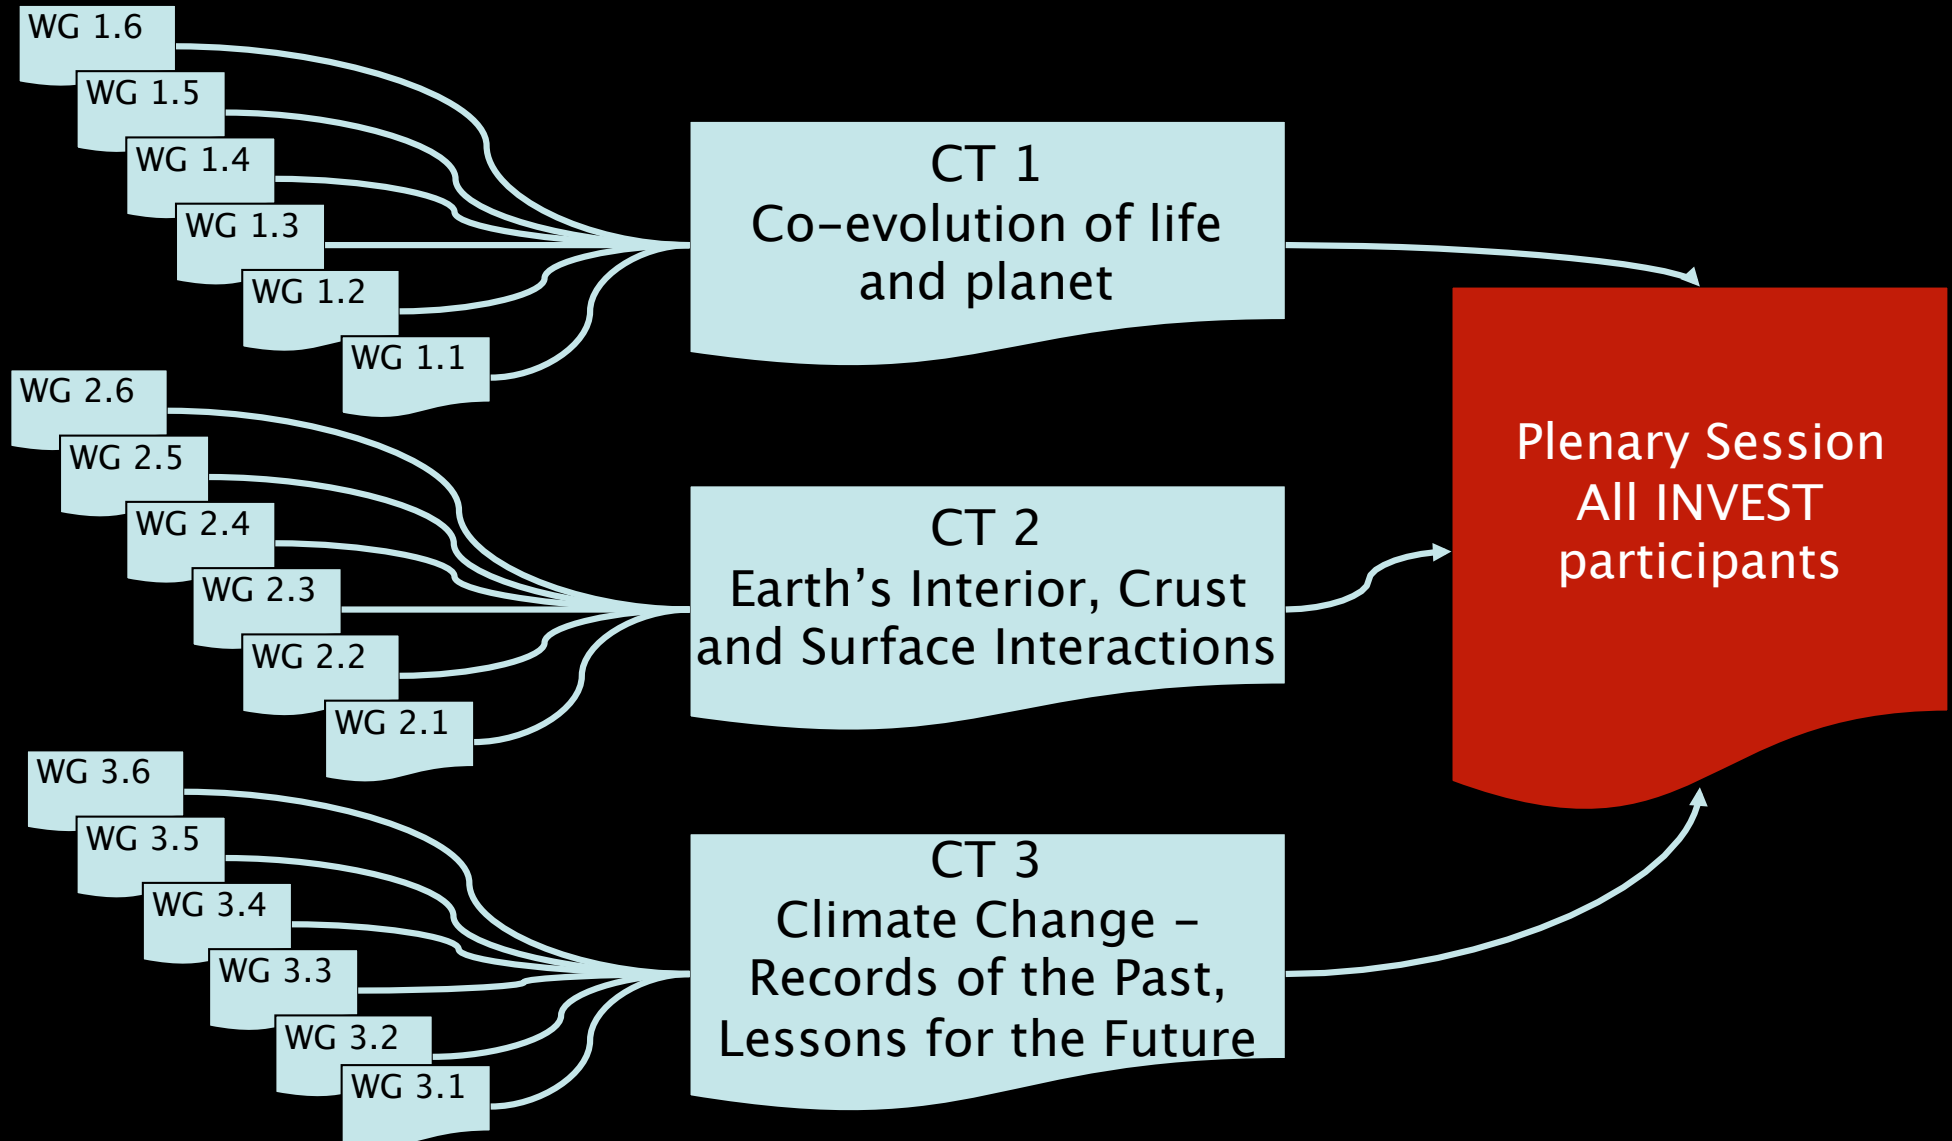 WG 1.6
WG 1.5
WG 1.4
WG 1.3
WG 1.2
WG 1.1
CT 1
Co-evolution of life
and planet
WG 2.6
WG 2.5
WG 2.4
WG 2.3
WG 2.2
WG 2.1
CT 2
Earth’s Interior, Crust
and Surface Interactions
WG 3.6
WG 3.5
WG 3.4
WG 3.3
WG 3.2
WG 3.1
CT 3
Climate Change –
Records of the Past,
Lessons for the Future
Plenary Session
All INVEST
participants